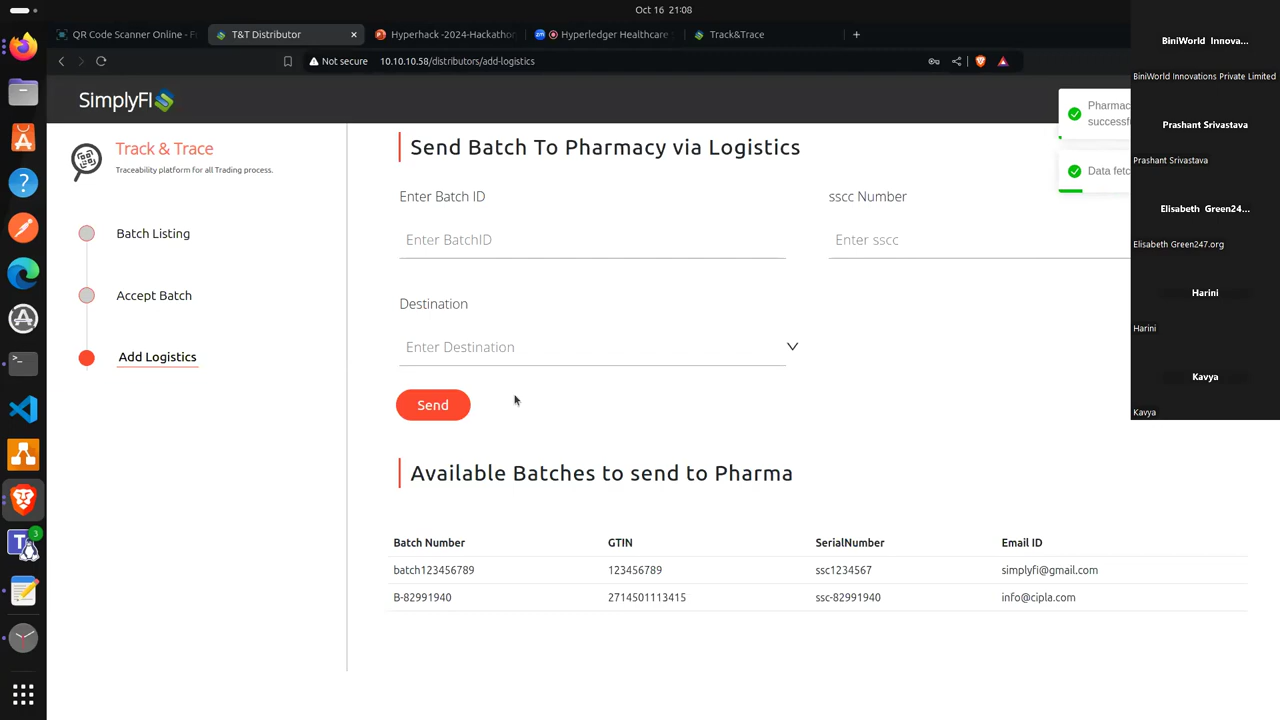 Oct 16 21:08
QR Code Scanner Online - F
T&T Distributor
Hyperhack -2024-Hackathon
Hyperledger Healthcare
Track&Trace
Not secure 10.10.10.58/distributors/add-logistics
SimplyFI
Track & Trace
Traceability platform for all Trading process.
Batch Listing
Accept Batch
Add Logistics
Send Batch To Pharmacy via Logistics
Enter Batch ID
sscc Number
Enter BatchID
Enter sscc
Destination
Enter Destination
Send
Available Batches to send to Pharma
Batch Number GTIN SerialNumber Email ID
batch123456789 123456789 ssc1234567 simplyfi@gmail.com
B-82991940 2714501113415 ssc-82991940 info@cipla.com
Pharmac
successf
Data fetc
BiniWorld Innova...
BiniWorld Innovations Private Limited
Prashant Srivastava
Prashant Srivastava
Elisabeth Green24...
Elisabeth Green247.org
Harini
Harini
Kavya
Kavya
3